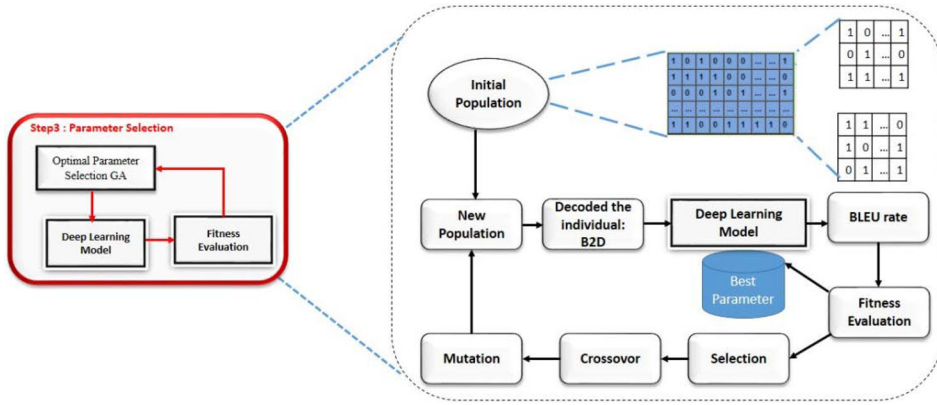 Step3 : Parameter Selection
Optimal Parameter
Selection GA
Deep Learning
Model
Fitness
Evaluation
Initial
Population
1 0 1 0 0 0 ... ... 1
1 1 1 1 0 0 ... ... 0
0 0 0 1 0 1 ... ... 1
... ... ... ... ... ... ... ... ...
1 1 0 0 1 1 1 1 0
1 0 ... 1
0 1 ... 0
1 1 ... 1
1 1 ... 0
1 0 ... 1
0 1 ... 1
New
Population
Decoded the
individual:
B2D
Deep Learning
Model
BLEU rate
Best
Parameter
Fitness
Evaluation
Mutation
Crossovor
Selection